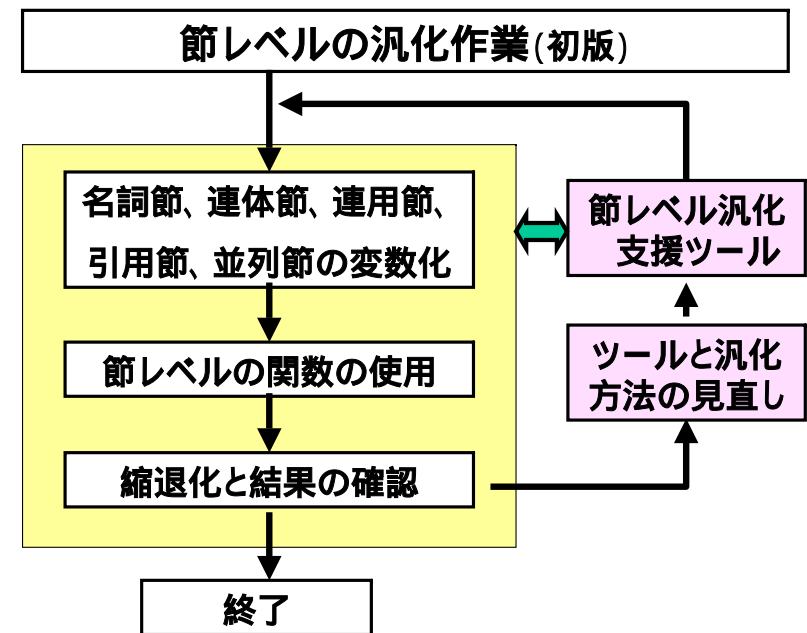 節レベルの汎化作業(初版)
名詞節、連体節、連用節、
引用節、並列節の変数化
節レベル汎化
支援ツール
節レベルの関数の使用
ツールと汎化
方法の見直し
縮退化と結果の確認
終了